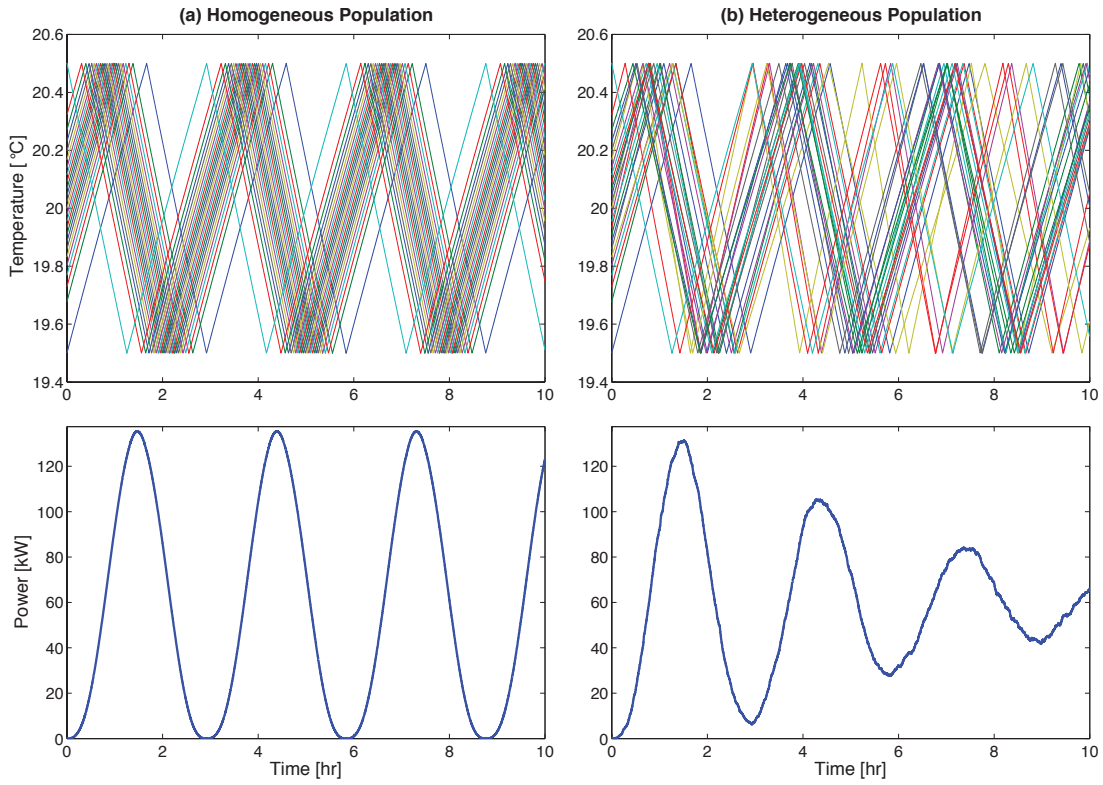 (a) Homogeneous Population
(b) Heterogeneous Population
Temperature [°C]
20.6
20.4
20.2
20
19.8
19.6
19.4
0 2 4 6 8 10
20.6
20.4
20.2
20
19.8
19.6
19.4
0 2 4 6 8 10
Power [kW]
120
100
80
60
40
20
0
0 2 4 6 8 10
Time [hr]
120
100
80
60
40
20
0
0 2 4 6 8 10
Time [hr]